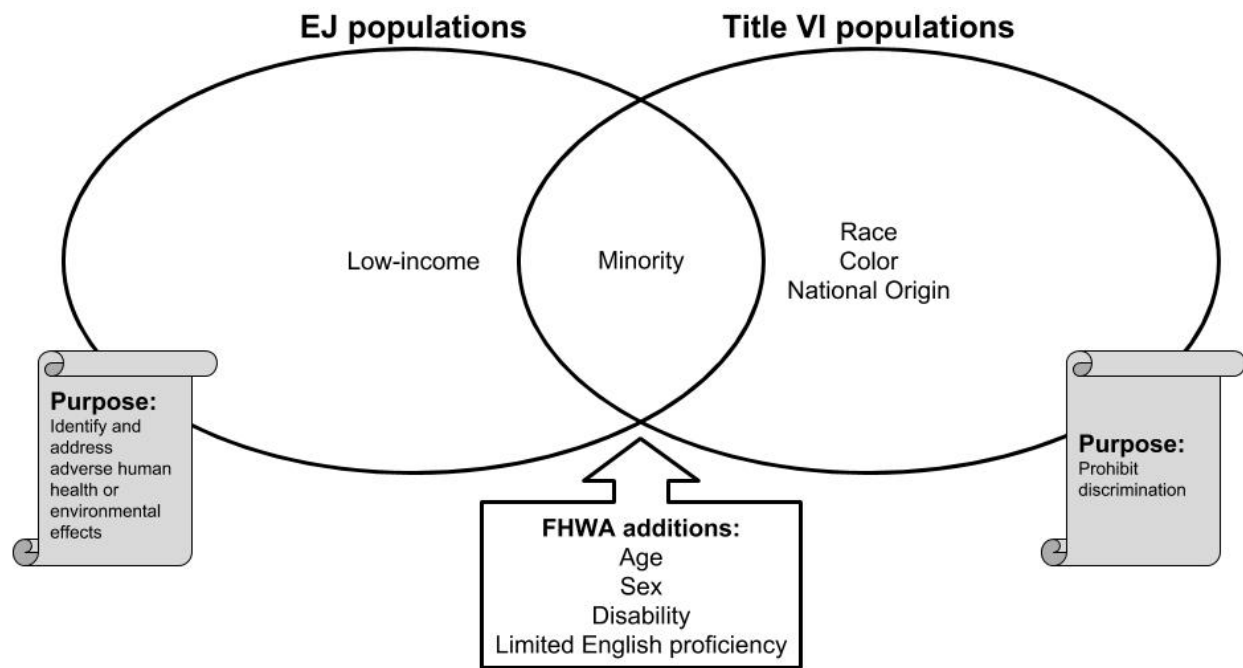 EJ populations
Title VI populations
Low-income
Minority
Race
Color
National Origin
Purpose:
Identify and
address
adverse human
health or
environmental
effects
Purpose:
Prohibit
discrimination
FHWA additions:
Age
Sex
Disability
Limited English proficiency